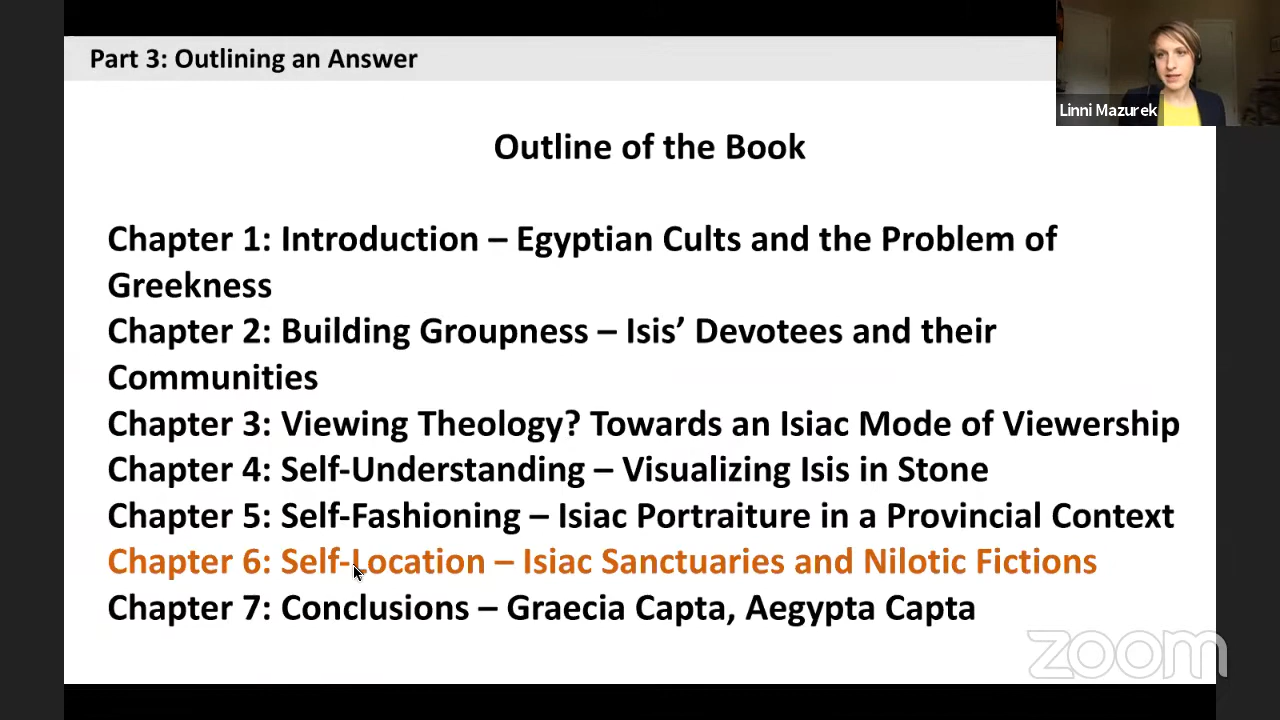 Part 3: Outlining an Answer
Linni Mazurek
Outline of the Book
Chapter 1: Introduction – Egyptian Cults and the Problem of
Greekness
Chapter 2: Building Groupness – Isis’ Devotees and their
Communities
Chapter 3: Viewing Theology? Towards an Isiac Mode of Viewership
Chapter 4: Self-Understanding – Visualizing Isis in Stone
Chapter 5: Self-Fashioning – Isiac Portraiture in a Provincial Context
Chapter 6: Self-Location – Isiac Sanctuaries and Nilotic Fictions
Chapter 7: Conclusions – Graecia Capta, Aegypta Capta
zoom